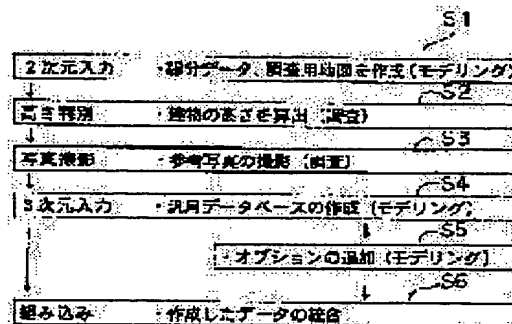 S1
2次元入力 ・部分データ、調査用地図を作成(モデリング)
S2
高さ判別 ・建物の高さを算出(調査)
S3
写真撮影 ・参考写真の撮影(調査)
S4
3次元入力 ・汎用データベースの作成(モデリング)
S5
・オプションの追加(モデリング)
S6
組み込み ・作成したデータの統合